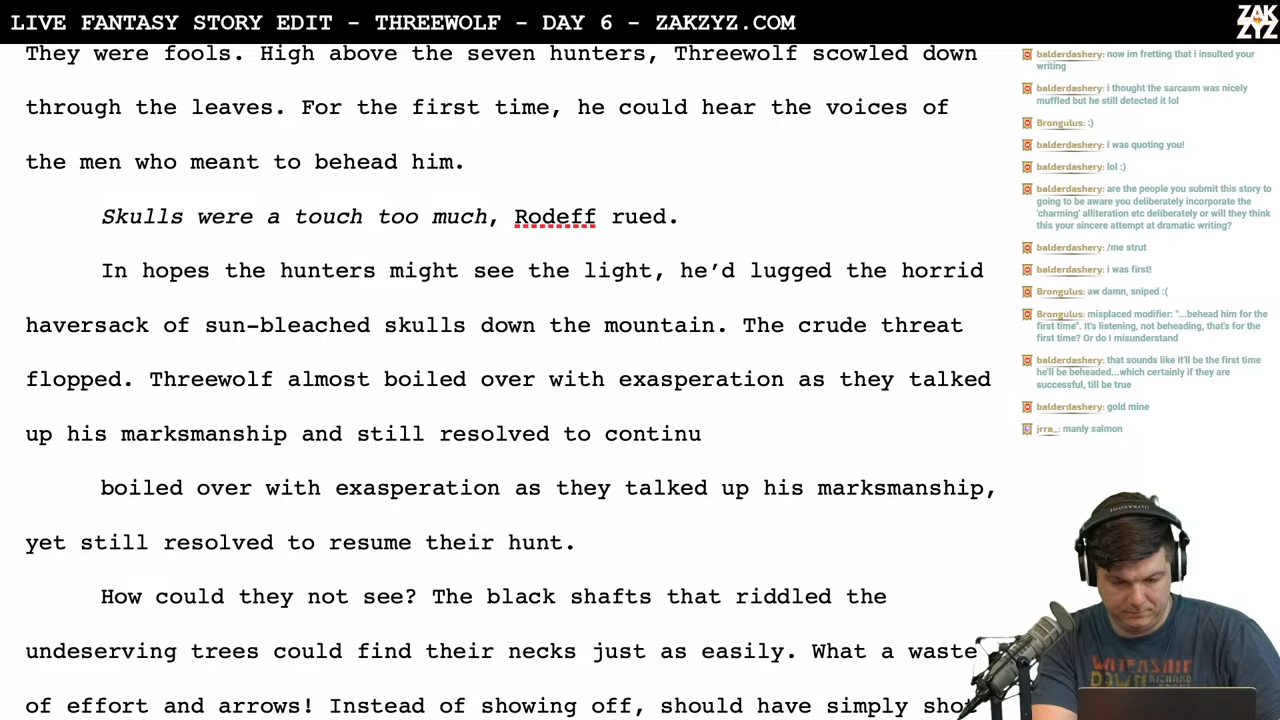 LIVE FANTASY STORY EDIT - THREEWOLF - DAY 6 - ZAKZYZ.COM
ZAK
ZYZ
They were fools. High above the seven hunters, Threewolf scowled down
through the leaves. For the first time, he could hear the voices of
the men who meant to behead him.
Skulls were a touch too much, Rodeff rued.
In hopes the hunters might see the light, he’d lugged the horrid
haversack of sun-bleached skulls down the mountain. The crude threat
flopped. Threewolf almost boiled over with exasperation as they talked
up his marksmanship and still resolved to continu
boiled over with exasperation as they talked up his marksmanship,
yet still resolved to resume their hunt.
How could they not see? The black shafts that riddled the
undeserving trees could find their necks just as easily. What a waste
of effort and arrows! Instead of showing off, should have simply shot
balderdashery: now im fretting that i insulted your
writing
balderdashery: i thought the sarcasm was nicely
muffled but he still detected it lol
Brongulus: :)
balderdashery: i was quoting you!
balderdashery: lol :)
balderdashery: are the people you submit this story to
going to be aware you deliberately incorporate the
'charming' alliteration etc deliberately or will they think
this your sincere attempt at dramatic writing?
balderdashery: /me strut
balderdashery: i was first!
Brongulus: aw damn, sniped :(
Brongulus: misplaced modifier: "...behead him for the
first time". It's listening, not beheading, that's for the
first time? Or do I misunderstand
balderdashery: that sounds like it'll be the first time
he'll be beheaded...which certainly if they are
successful, till be true
balderdashery: gold mine
jrra_: manly salmon
ULTRASONE
WATERSHIP
DOWN RICHARD
ADAMS